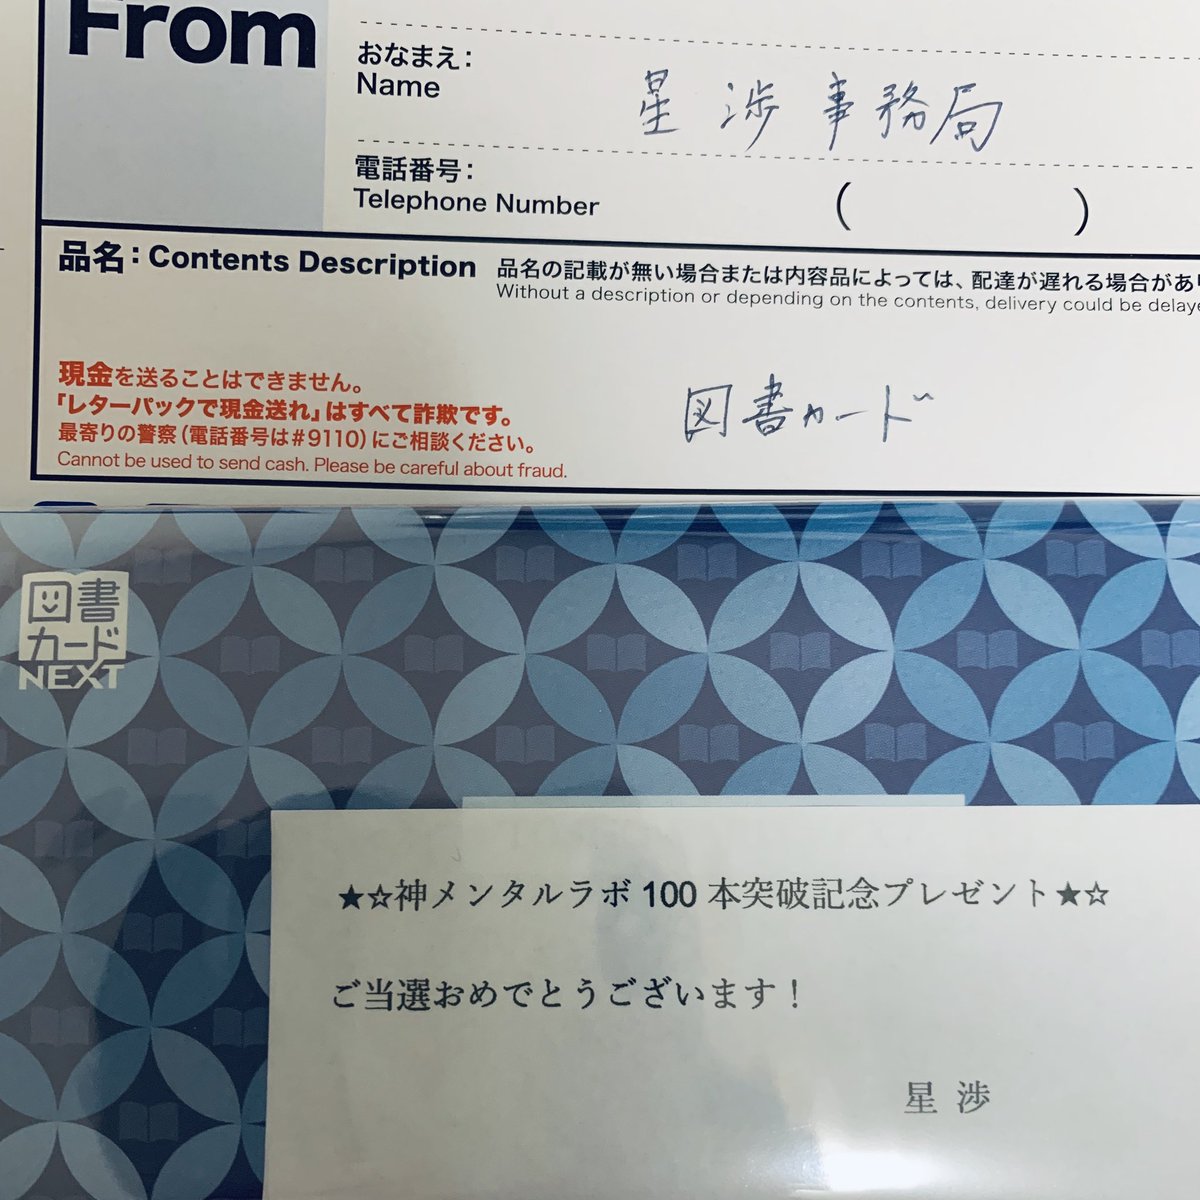 From
おなまえ：
Name
星 渉 事務局
電話番号：
Telephone Number
(　　　)
品名：Contents Description
品名の記載が無い場合または内容品によっては、配達が遅れる場合があり
Without a description or depending on the contents, delivery could be delaye
現金を送ることはできません。
「レターパックで現金送れ」はすべて詐欺です。
最寄りの警察（電話番号は#9110）にご相談ください。
Cannot be used to send cash. Please be careful about fraud.
図書カード
図書
カード
NEXT
★☆神メンタルラボ 100 本突破記念プレゼント★☆
ご当選おめでとうございます！
星 渉